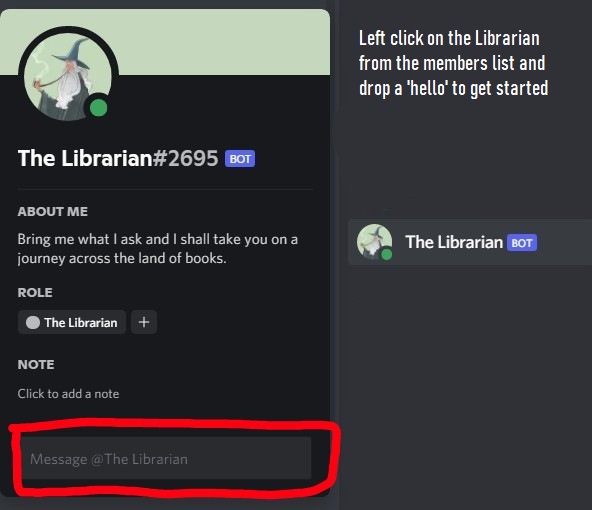 Left click on the Librarian
from the members list and
drop a 'hello' to get started
The Librarian#2695 BOT
ABOUT ME
Bring me what I ask and I shall take you on a
journey across the land of books.
ROLE
The Librarian +
NOTE
Click to add a note
Message @The Librarian
The Librarian BOT